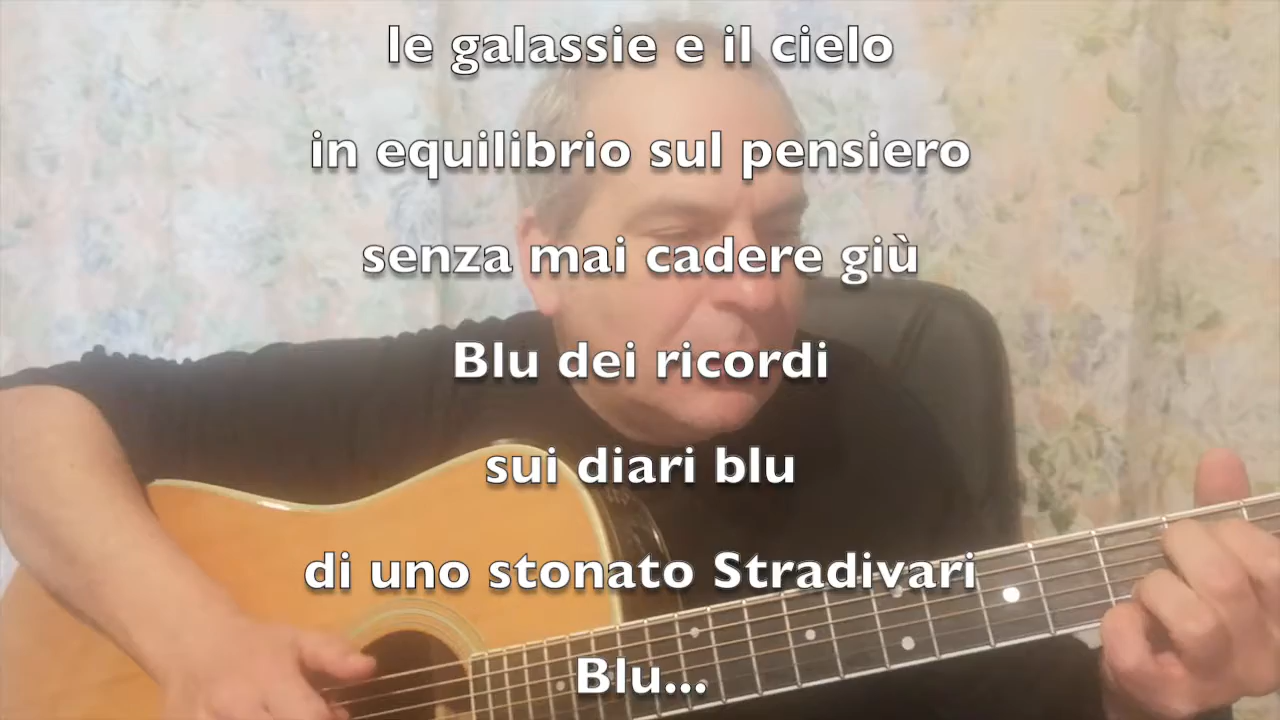 le galassie e il cielo
in equilibrio sul pensiero
senza mai cadere giù
Blu dei ricordi
sui diari blu
di uno stonato Stradivari
Blu...